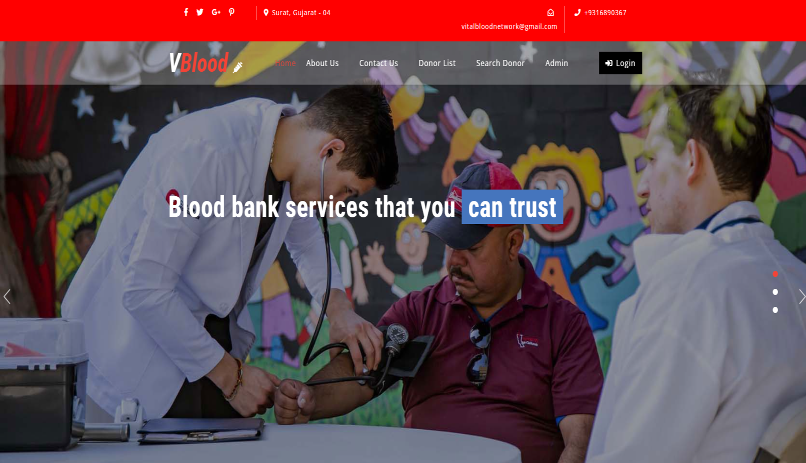 Surat, Gujarat - 04
vitalbloodnetwork@gmail.com
+9316890367
VBlood
Home
About Us
Contact Us
Donor List
Search Donor
Admin
Login
Blood bank services that you can trust